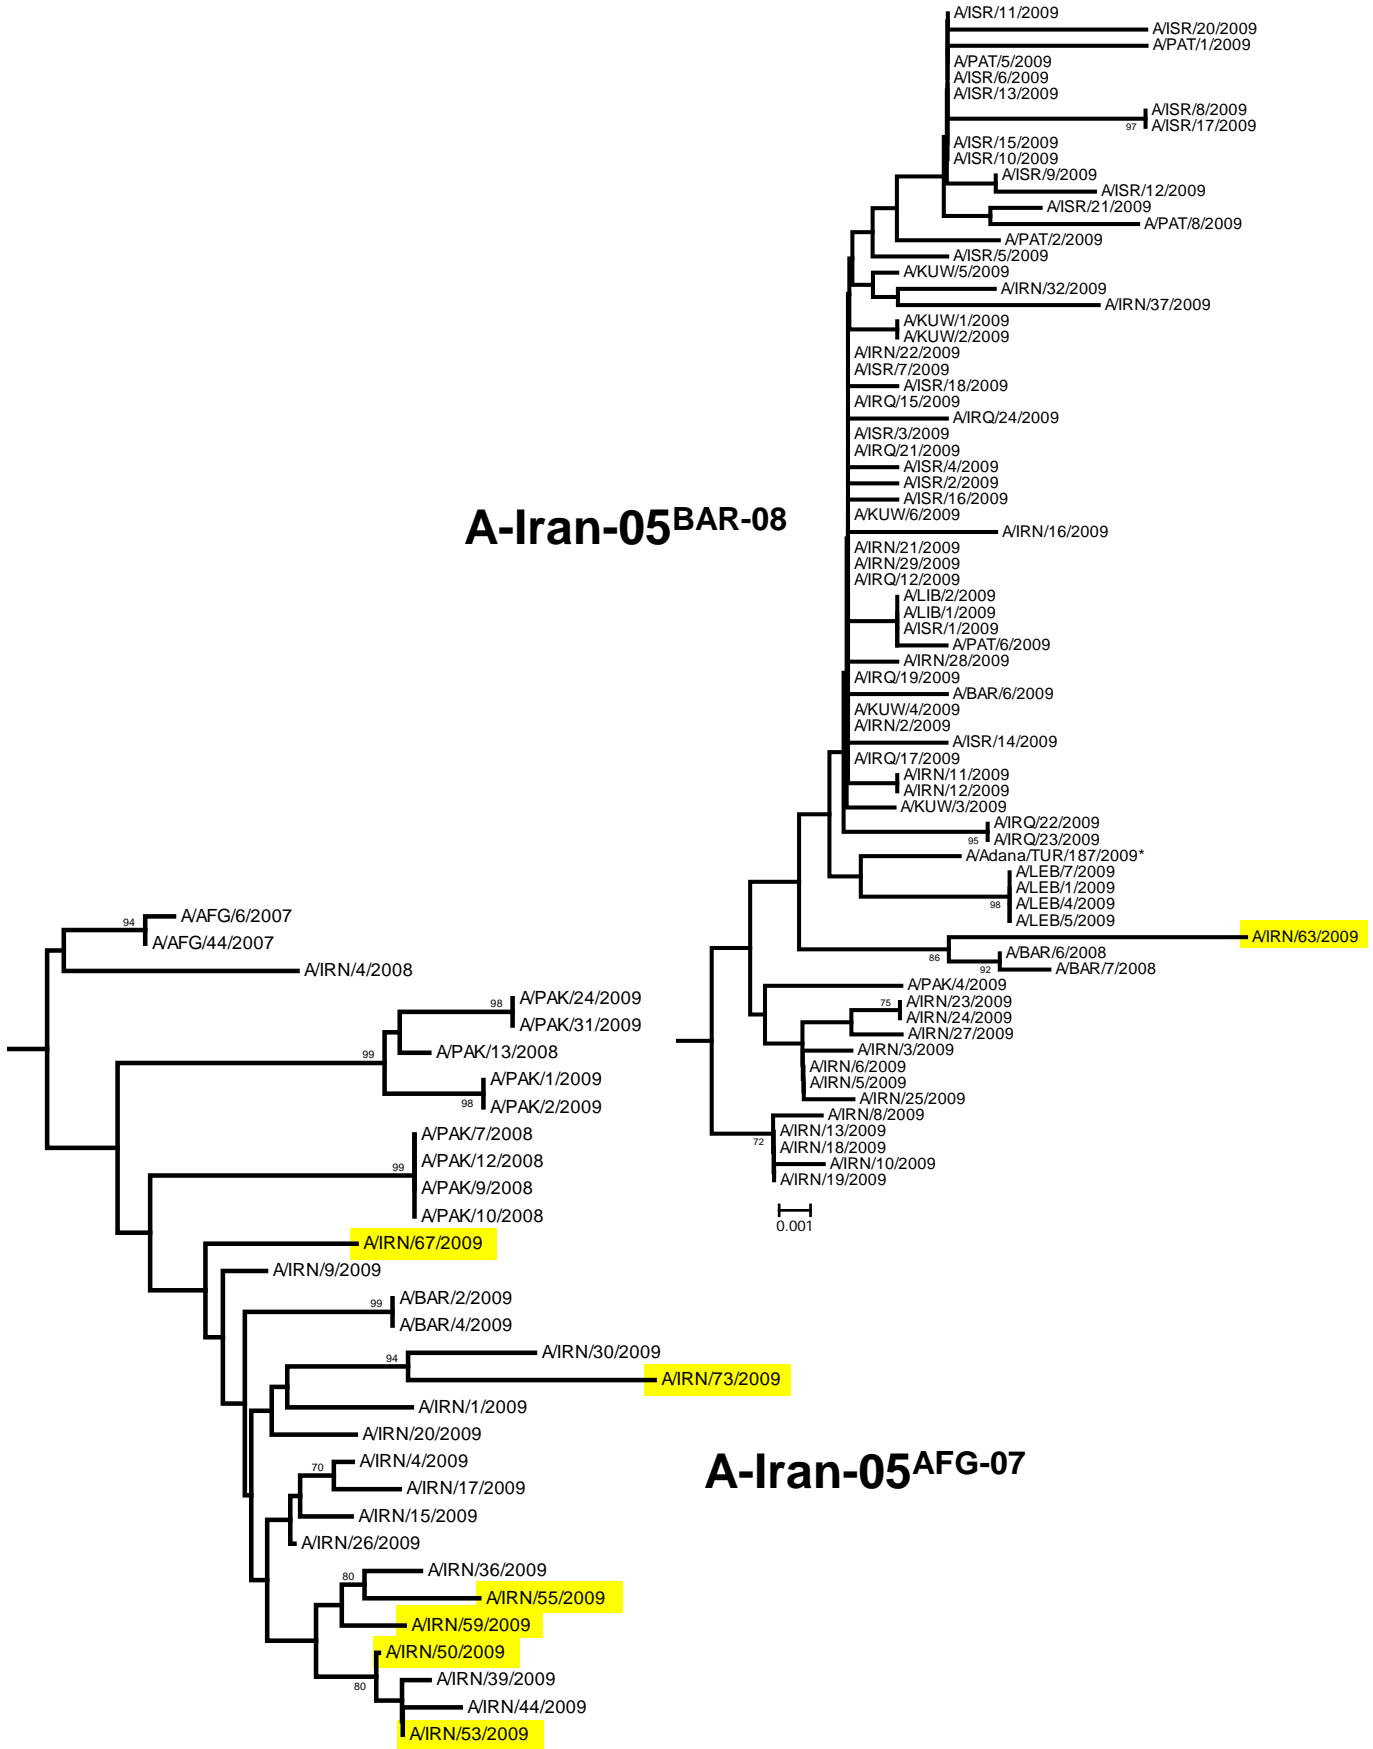 A/ISR/11/2009
A/ISR/20/2009
A/PAT/1/2009
A/PAT/5/2009
A/ISR/6/2009
A/ISR/13/2009
A/ISR/8/2009
97
A/ISR/17/2009
A/ISR/15/2009
A/ISR/10/2009
A/ISR/9/2009
A/ISR/12/2009
A/ISR/21/2009
A/PAT/8/2009
A/PAT/2/2009
A/ISR/5/2009
A/KUW/5/2009
A/IRN/32/2009
A/IRN/37/2009
A/KUW/1/2009
A/KUW/2/2009
A/IRN/22/2009
A/ISR/7/2009
A/ISR/18/2009
A/IRQ/15/2009
A/IRQ/24/2009
A/ISR/3/2009
A/IRQ/21/2009
A/ISR/4/2009
A/ISR/2/2009
A/ISR/16/2009
A/KUW/6/2009
A/IRN/16/2009
A/IRN/21/2009
A/IRN/29/2009
A/IRQ/12/2009
A/LIB/2/2009
A/LIB/1/2009
A/ISR/1/2009
A/PAT/6/2009
A/IRN/28/2009
A/IRQ/19/2009
A/BAR/6/2009
A/KUW/4/2009
A/IRN/2/2009
A/ISR/14/2009
A/IRQ/17/2009
A/IRN/11/2009
A/IRN/12/2009
A/KUW/3/2009
A/IRQ/22/2009
95
A/IRQ/23/2009
A/Adana/TUR/187/2009*
A/LEB/7/2009
A/LEB/1/2009
98
A/LEB/4/2009
A/LEB/5/2009
A/IRN/63/2009
86
A/BAR/6/2008
92
A/BAR/7/2008
A/PAK/4/2009
75
A/IRN/23/2009
A/IRN/24/2009
A/IRN/27/2009
A/IRN/3/2009
A/IRN/6/2009
A/IRN/5/2009
A/IRN/25/2009
A/IRN/8/2009
A/IRN/13/2009
72
A/IRN/18/2009
A/IRN/10/2009
A/IRN/19/2009
0.001
A-Iran-05BAR-08
94
A/AFG/6/2007
A/AFG/44/2007
A/IRN/4/2008
98
A/PAK/24/2009
A/PAK/31/2009
99
A/PAK/13/2008
A/PAK/1/2009
98
A/PAK/2/2009
A/PAK/7/2008
99
A/PAK/12/2008
A/PAK/9/2008
A/PAK/10/2008
A/IRN/67/2009
A/IRN/9/2009
99
A/BAR/2/2009
A/BAR/4/2009
94
A/IRN/30/2009
A/IRN/73/2009
A/IRN/1/2009
A/IRN/20/2009
70
A/IRN/4/2009
A/IRN/17/2009
A/IRN/15/2009
A/IRN/26/2009
80
A/IRN/36/2009
A/IRN/55/2009
A/IRN/59/2009
A/IRN/50/2009
80
A/IRN/39/2009
A/IRN/44/2009
A/IRN/53/2009
A-Iran-05AFG-07